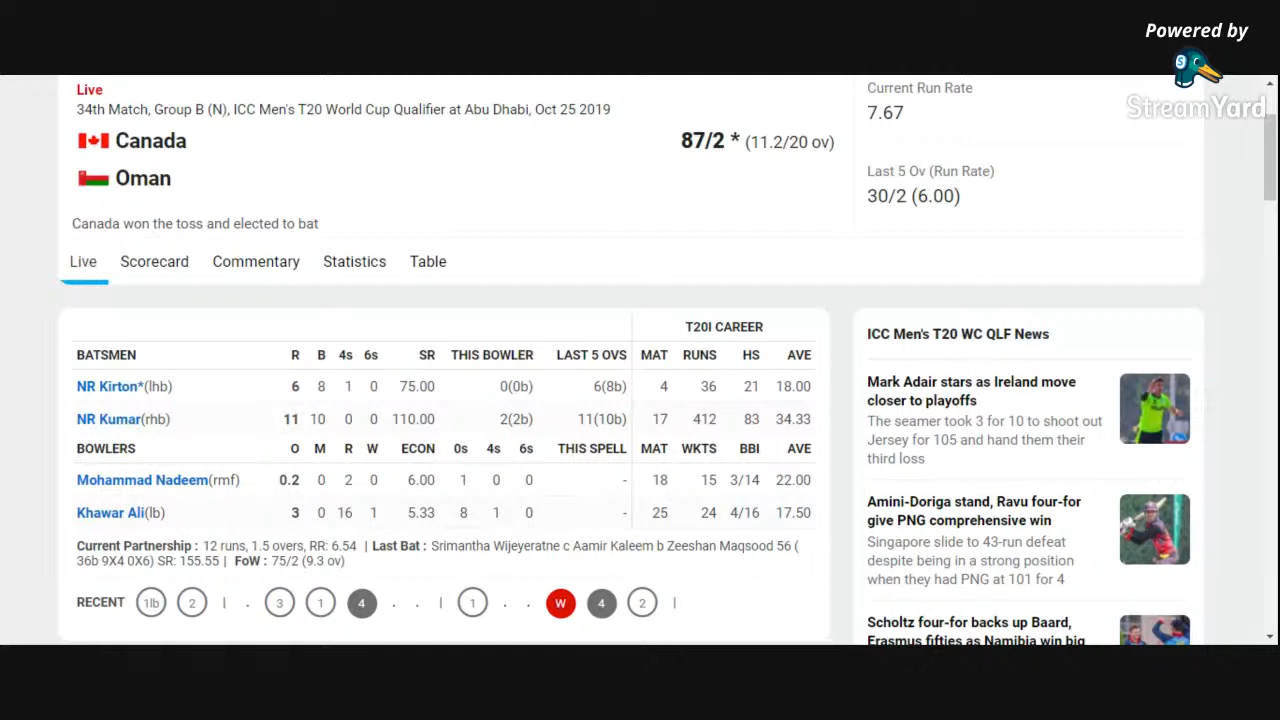 Powered by
StreamYard
Live
34th Match, Group B (N), ICC Men's T20 World Cup Qualifier at Abu Dhabi, Oct 25 2019
Canada 87/2 * (11.2/20 ov)
Oman
Canada won the toss and elected to bat
Current Run Rate
7.67
Last 5 Ov (Run Rate)
30/2 (6.00)
Live Scorecard Commentary Statistics Table
T20I CAREER
BATSMEN R B 4s 6s SR THIS BOWLER LAST 5 OVS MAT RUNS HS AVE
NR Kirton*(lhb) 6 8 1 0 75.00 0(0b) 6(8b) 4 36 21 18.00
NR Kumar(rhb) 11 10 0 0 110.00 2(2b) 11(10b) 17 412 83 34.33
BOWLERS O M R W ECON 0s 4s 6s THIS SPELL MAT WKTS BBI AVE
Mohammad Nadeem(rmf) 0.2 0 2 0 6.00 1 0 0 - 18 15 3/14 22.00
Khawar Ali(lb) 3 0 16 1 5.33 8 1 0 - 25 24 4/16 17.50
Current Partnership : 12 runs, 1.5 overs, RR: 6.54 | Last Bat : Srimantha Wijeyeratne c Aamir Kaleem b Zeeshan Maqsood 56 (
36b 9X4 0X6) SR: 155.55 | FoW : 75/2 (9.3 ov)
RECENT 1lb 2 | . 3 1 4 . . | 1 . . W 4 2 |
ICC Men's T20 WC QLF News
Mark Adair stars as Ireland move
closer to playoffs
The seamer took 3 for 10 to shoot out
Jersey for 105 and hand them their
third loss
Amini-Doriga stand, Ravu four-for
give PNG comprehensive win
Singapore slide to 43-run defeat
despite being in a strong position
when they had PNG at 101 for 4
Scholtz four-for backs up Baard,
Erasmus fifties as Namibia win big